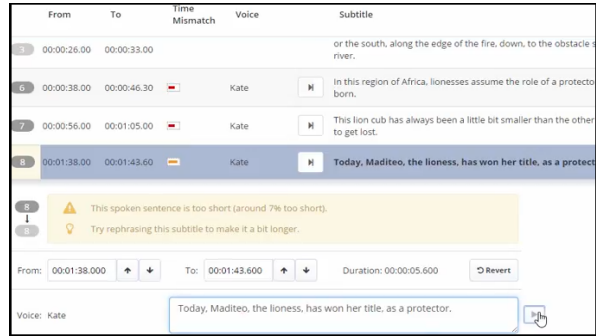 From To Time Mismatch Voice Subtitle
3 00:00:26.00 00:00:33.00 or the south, along the edge of the fire, down, to the obstacle
river.
6 00:00:38.00 00:00:46.30 Kate In this region of Africa, lionesses assume the role of a protecto
born.
7 00:00:56.00 00:01:05.00 Kate This lion cub has always been a little bit smaller than the other
to get lost.
8 00:01:38.00 00:01:43.60 Kate Today, Maditeo, the lioness, has won her title, as a protect
8 This spoken sentence is too short (around 7% too short).
8 Try rephrasing this subtitle to make it a bit longer.
From: 00:01:38.000 To: 00:01:43.600 Duration: 00:00:05.600 Revert
Voice: Kate Today, Maditeo, the lioness, has won her title, as a protector.